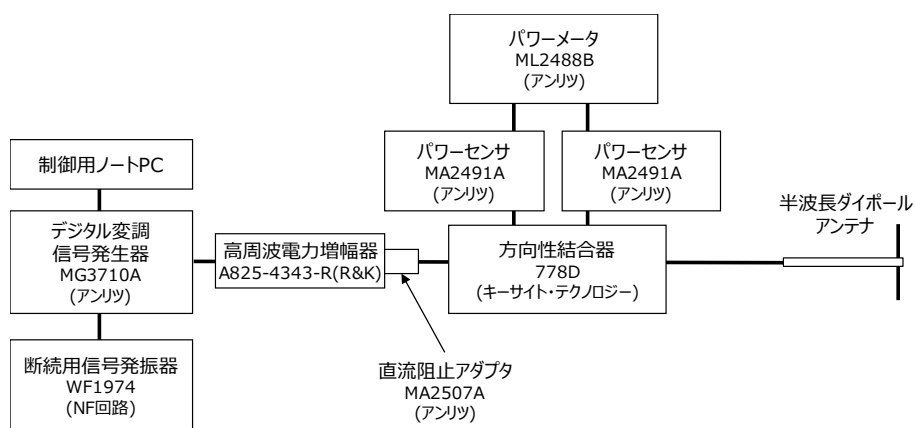 パワーメータ
ML2488B
(アンリツ)
パワーセンサ
MA2491A
(アンリツ)
パワーセンサ
MA2491A
(アンリツ)
制御用ノートPC
デジタル変調
信号発生器
MG3710A
(アンリツ)
高周波電力増幅器
A825-4343-R(R&K)
方向性結合器
778D
(キーサイト・テクノロジー)
半波長ダイポール
アンテナ
断続用信号発振器
WF1974
(NF回路)
直流阻止アダプタ
MA2507A
(アンリツ)